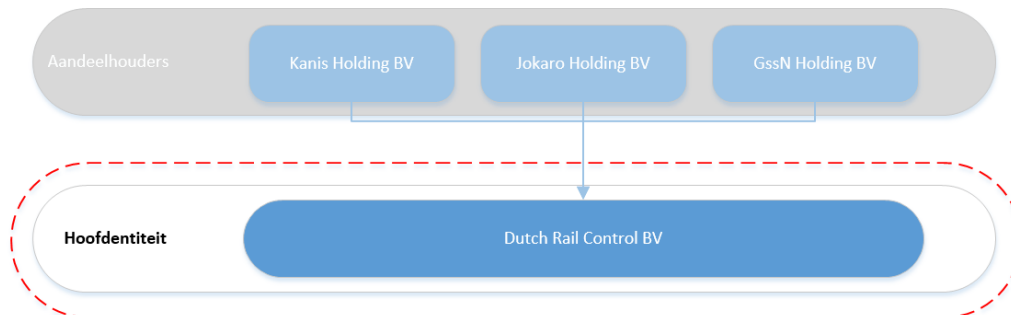 Aandeelhouders
Kanis Holding BV
Jokaro Holding BV
GssN Holding BV
Hoofdentiteit
Dutch Rail Control BV